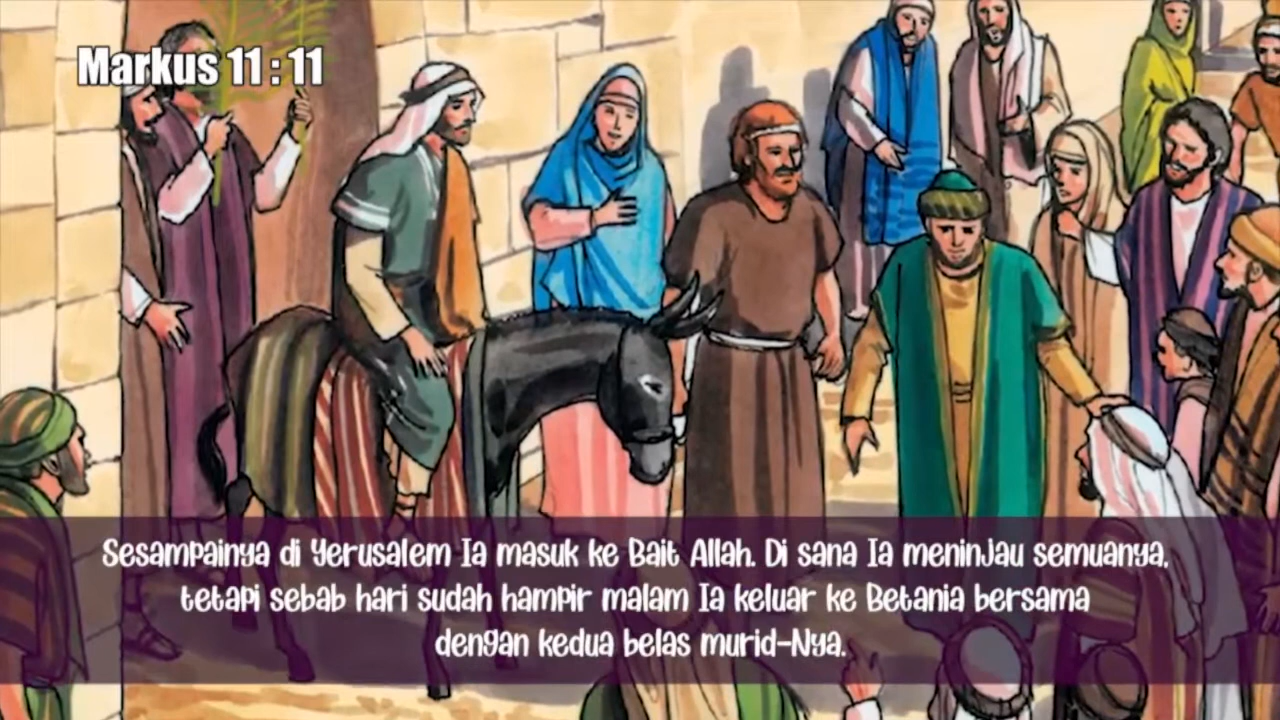 Markus 11 : 11
Sesampainya di Yerusalem Ia masuk ke Bait Allah. Di sana Ia meninjau semuanya,
tetapi sebab hari sudah hampir malam Ia keluar ke Betania bersama
dengan kedua belas murid-Nya.